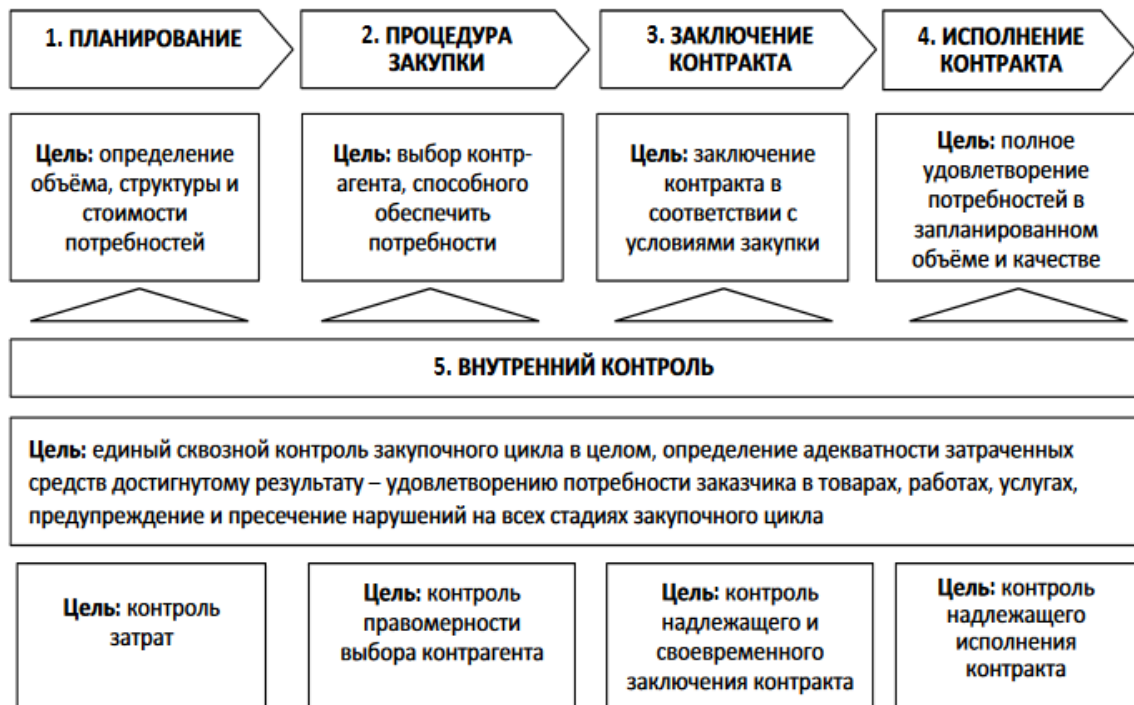 1. ПЛАНИРОВАНИЕ
2. ПРОЦЕДУРА
ЗАКУПКИ
3. ЗАКЛЮЧЕНИЕ
КОНТРАКТА
4. ИСПОЛНЕНИЕ
КОНТРАКТА
Цель: определение
объёма, структуры и
стоимости
потребностей
Цель: выбор контр-
агента, способного
обеспечить
потребности
Цель: заключение
контракта в
соответствии с
условиями закупки
Цель: полное
удовлетворение
потребностей в
запланированном
объёме и качестве
5. ВНУТРЕННИЙ КОНТРОЛЬ
Цель: единый сквозной контроль закупочного цикла в целом, определение адекватности затраченных
средств достигнутому результату – удовлетворению потребности заказчика в товарах, работах, услугах,
предупреждение и пресечение нарушений на всех стадиях закупочного цикла
Цель: контроль
затрат
Цель: контроль
правомерности
выбора контрагента
Цель: контроль
надлежащего и
своевременного
заключения контракта
Цель: контроль
надлежащего
исполнения
контракта